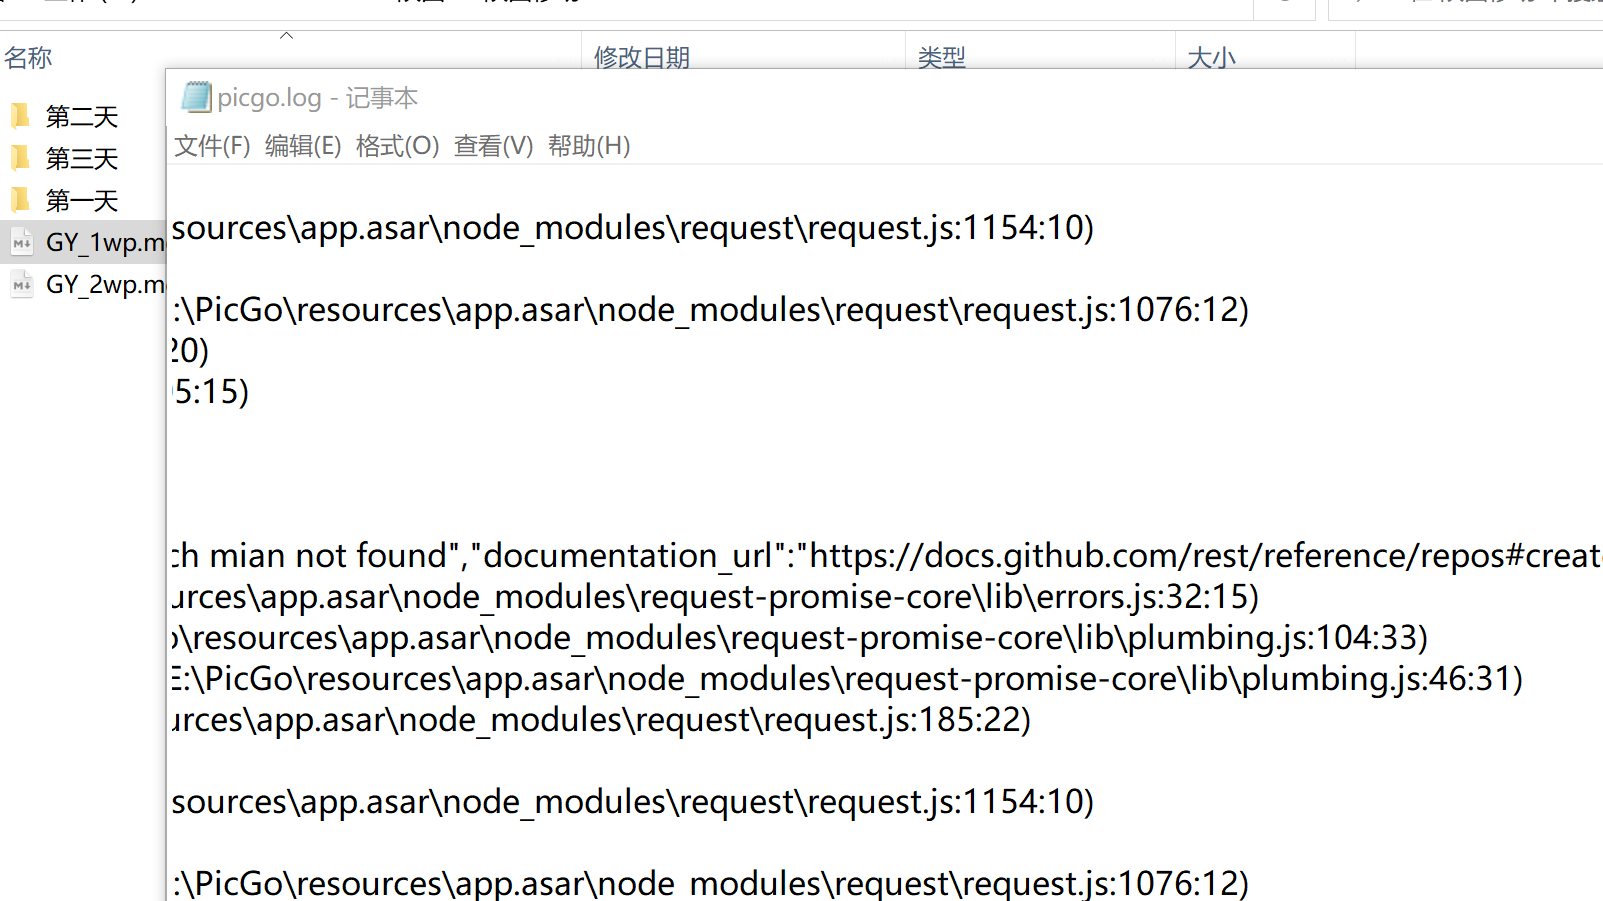 名称
修改日期
类型
大小
第二天
第三天
第一天
GY_1wp.m
GY_2wp.m
picgo.log - 记事本
文件(F) 编辑(E) 格式(O) 查看(V) 帮助(H)
sources\app.asar\node_modules\request\request.js:1154:10)
:\PicGo\resources\app.asar\node_modules\request\request.js:1076:12)
20)
5:15)
ch mian not found","documentation_url":"https://docs.github.com/rest/reference/repos#creat
urces\app.asar\node_modules\request-promise-core\lib\errors.js:32:15)
o\resources\app.asar\node_modules\request-promise-core\lib\plumbing.js:104:33)
E:\PicGo\resources\app.asar\node_modules\request-promise-core\lib\plumbing.js:46:31)
urces\app.asar\node_modules\request\request.js:185:22)
sources\app.asar\node_modules\request\request.js:1154:10)
:\PicGo\resources\app.asar\node_modules\request\request.js:1076:12)